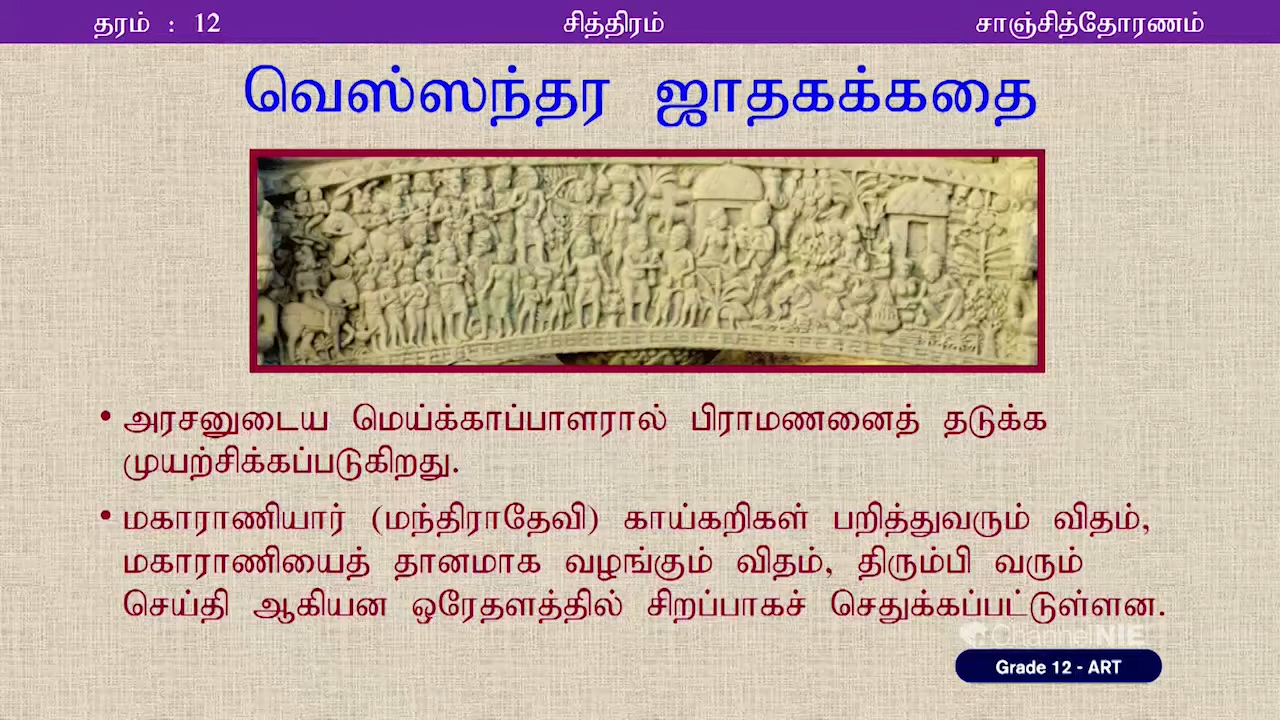 தரம் : 12 சித்திரம் சாஞ்சித்தோரணம்
வெஸ்ஸந்தர ஜாதகக்கதை
• அரசனுடைய மெய்க்காப்பாளரால் பிராமணனைத் தடுக்க
முயற்சிக்கப்படுகிறது.
• மகாராணியார் (மந்திராதேவி) காய்கறிகள் பறித்துவரும் விதம்,
மகாராணியைத் தானமாக வழங்கும் விதம், திரும்பி வரும்
செய்தி ஆகியன ஒரேதளத்தில் சிறப்பாகச் செதுக்கப்பட்டுள்ளன.
ChannelNIE
Grade 12 - ART